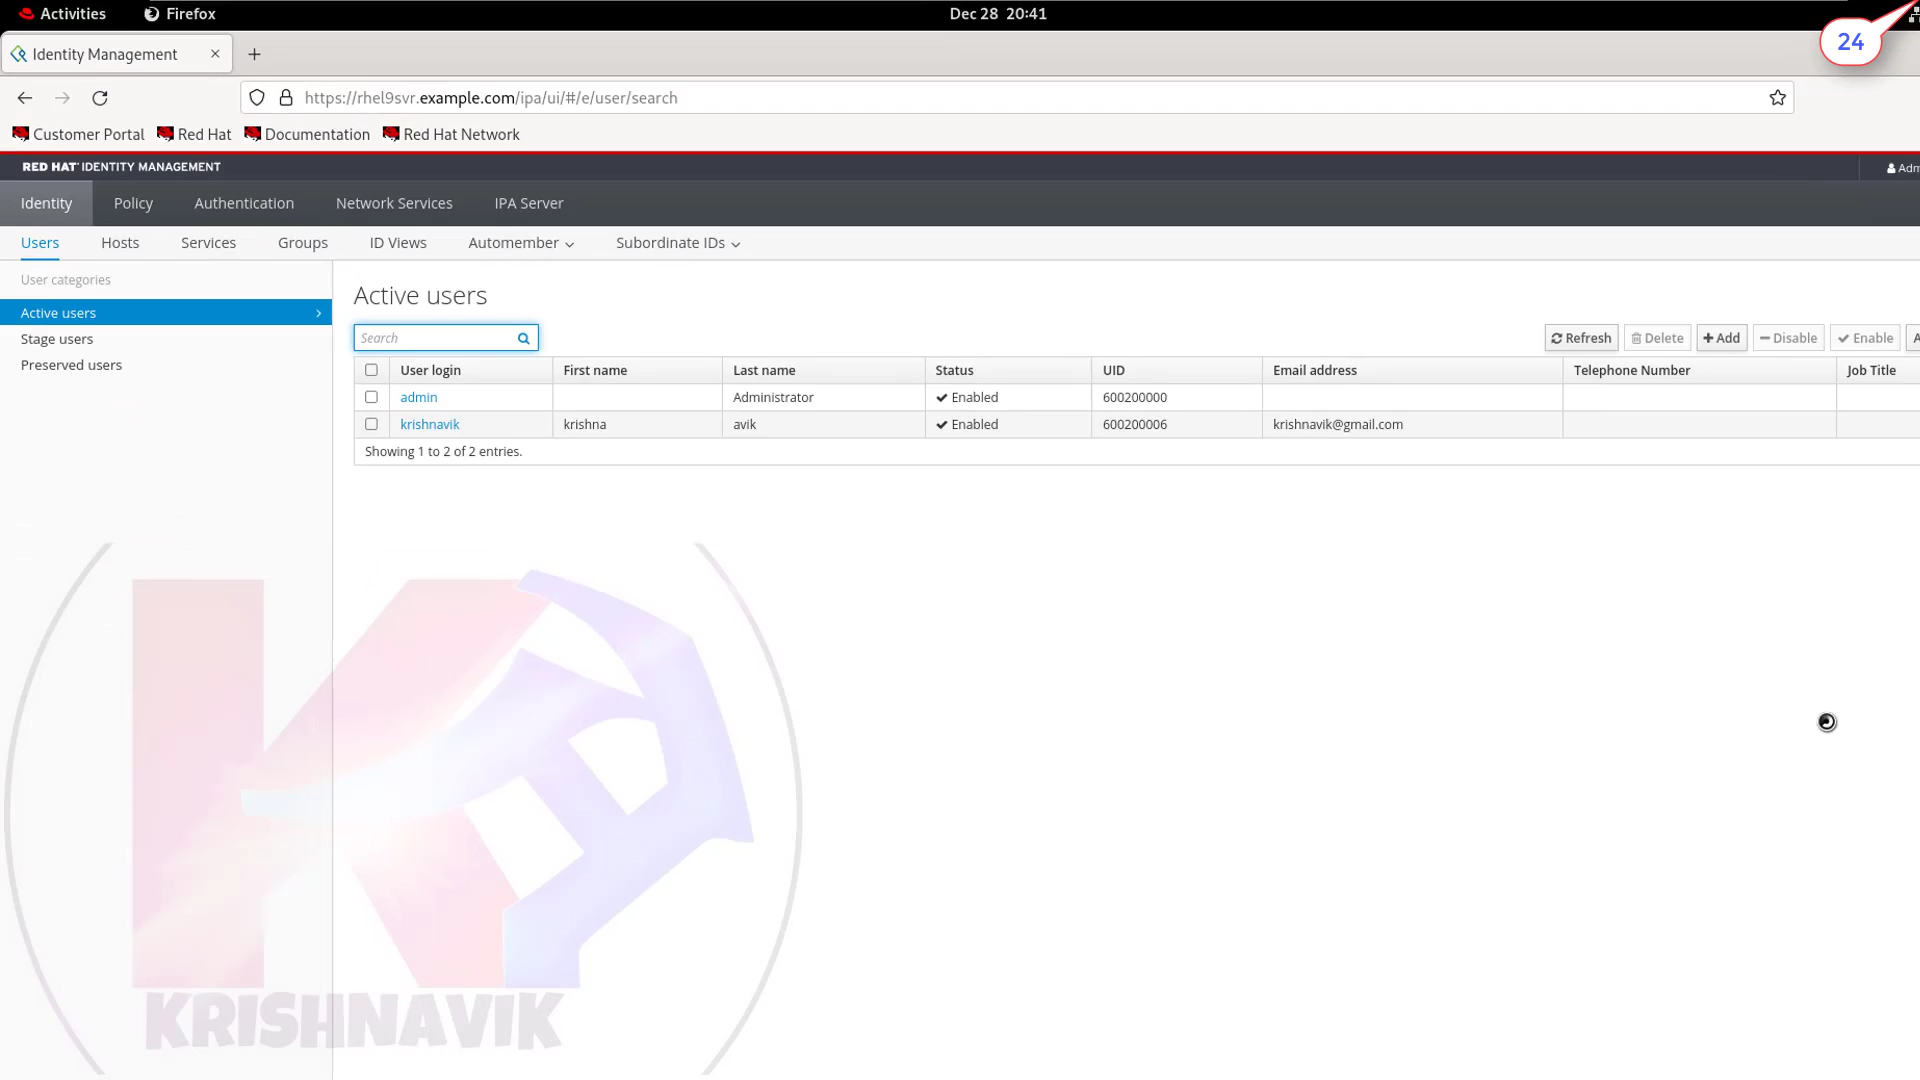 Activities Firefox Dec 28 20:41
24
Identity Management
https://rhel9svr.example.com/ipa/ui/#/e/user/search
Customer Portal Red Hat Documentation Red Hat Network
RED HAT IDENTITY MANAGEMENT
Identity Policy Authentication Network Services IPA Server
Users Hosts Services Groups ID Views Automember Subordinate IDs
User categories
Active users
Stage users
Preserved users
Active users
Search Refresh Delete Add Disable Enable
User login First name Last name Status UID Email address Telephone Number Job Title
admin Administrator Enabled 600200000
krishnavik krishna avik Enabled 600200006 krishnavik@gmail.com
Showing 1 to 2 of 2 entries.
KRISHNAVIK